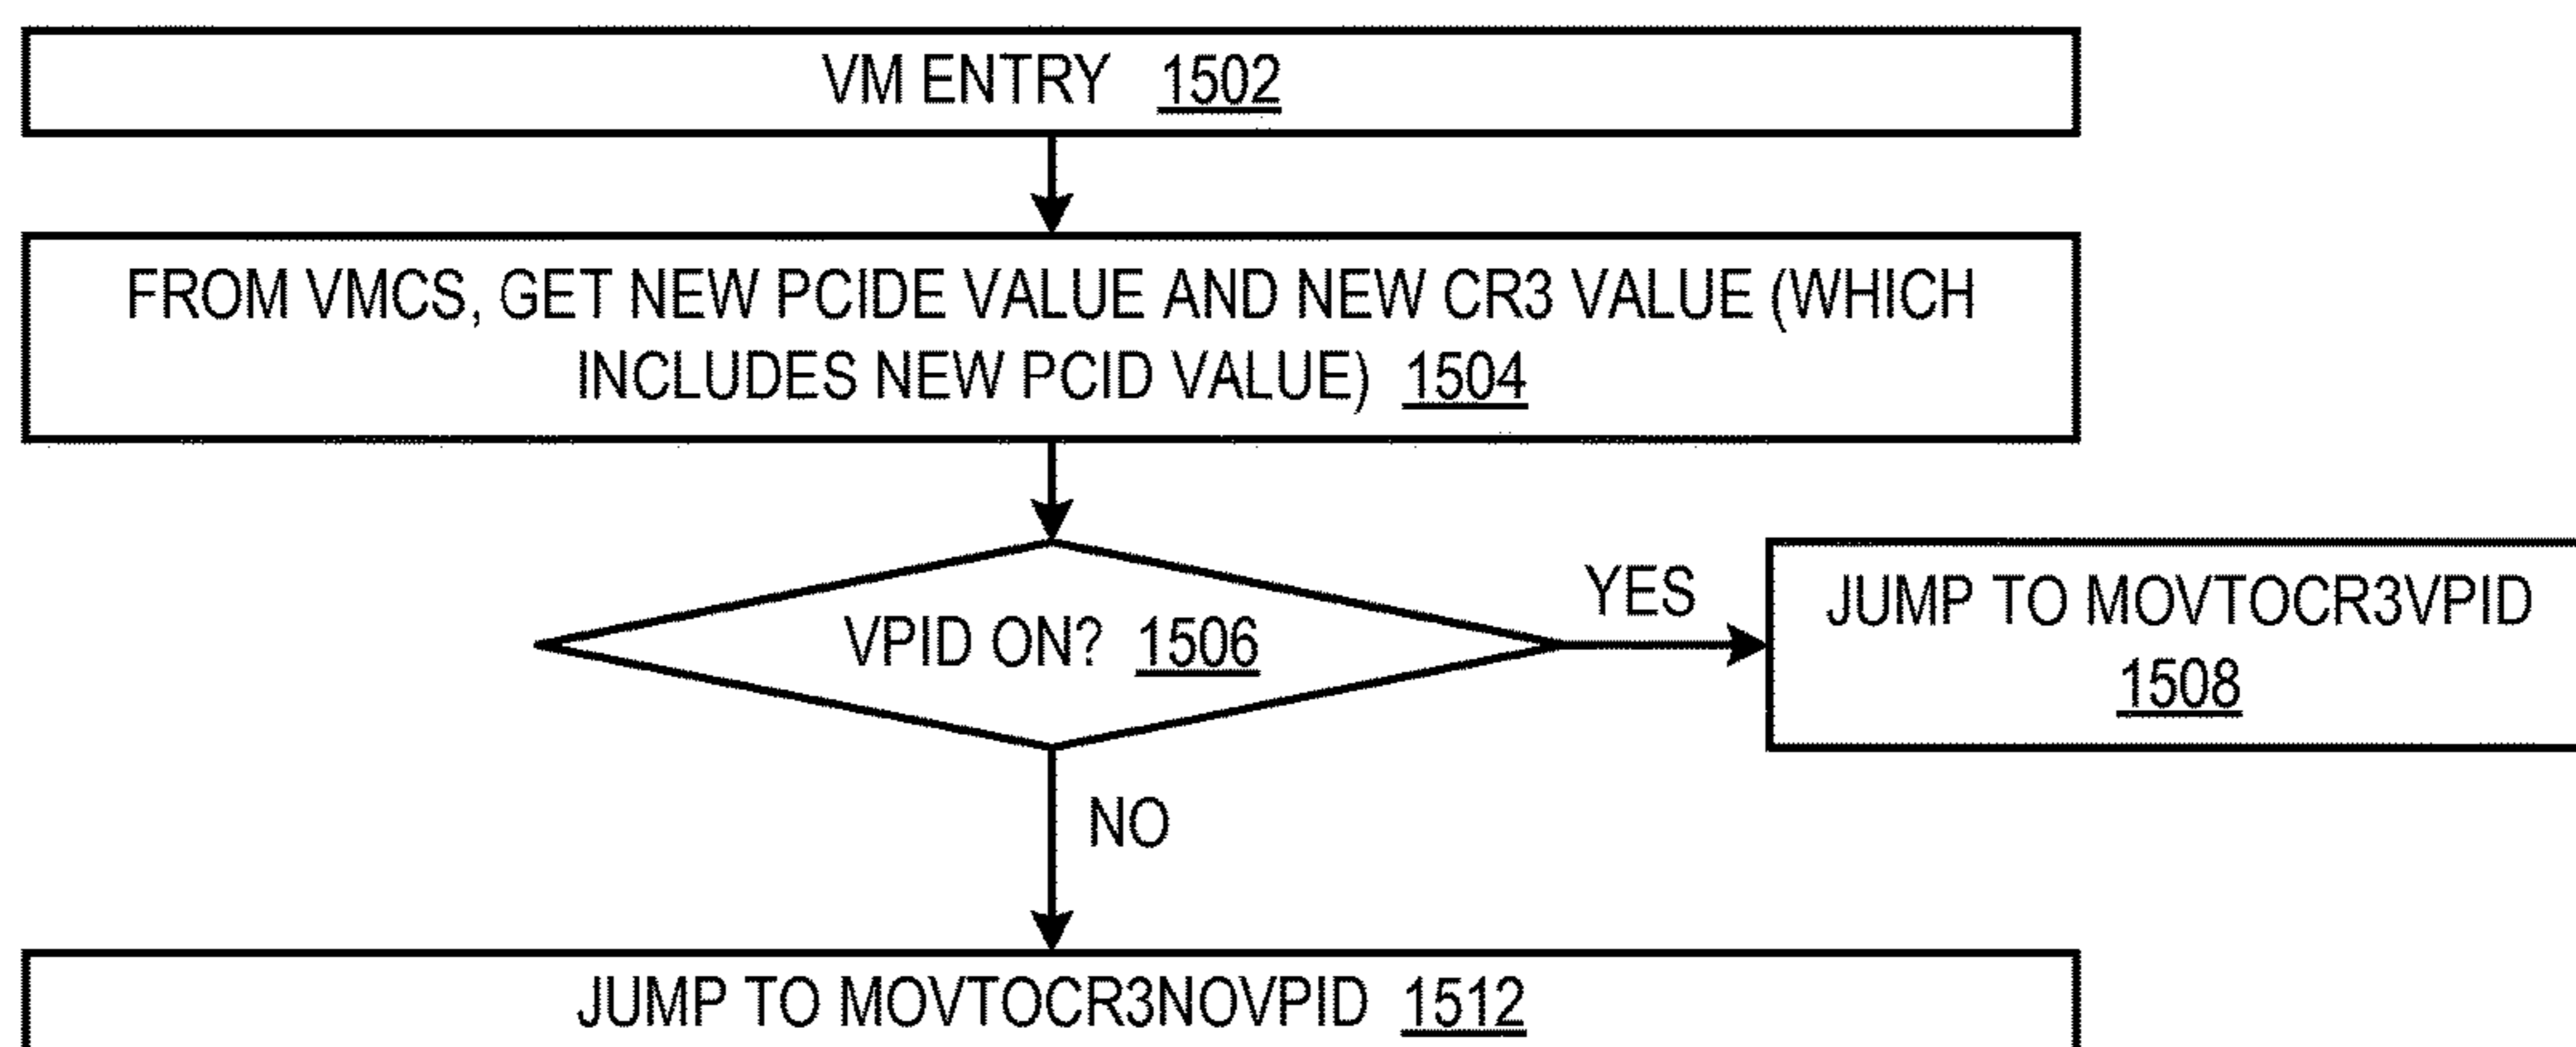 VM ENTRY 1502
FROM VMCS, GET NEW PCIDE VALUE AND NEW CR3 VALUE (WHICH
INCLUDES NEW PCID VALUE) 1504
VPID ON? 1506
YES
JUMP TO MOVTOCR3VPID
1508
NO
JUMP TO MOVTOCR3NOVPID 1512